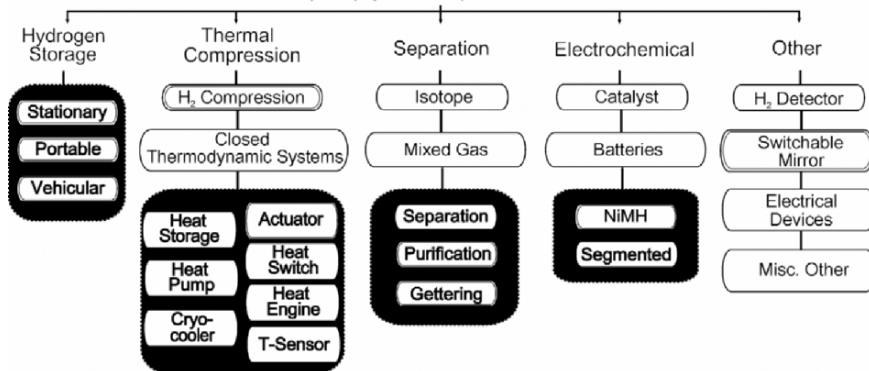 Hydrogen
Storage
Stationary
Portable
Vehicular
Thermal
Compression
H₂ Compression
Closed
Thermodynamic Systems
Heat
Storage
Heat
Pump
Cryo-
cooler
Actuator
Heat
Switch
Heat
Engine
T-Sensor
Separation
Isotope
Mixed Gas
Separation
Purification
Gettering
Electrochemical
Catalyst
Batteries
NiMH
Segmented
Other
H₂ Detector
Switchable
Mirror
Electrical
Devices
Misc. Other